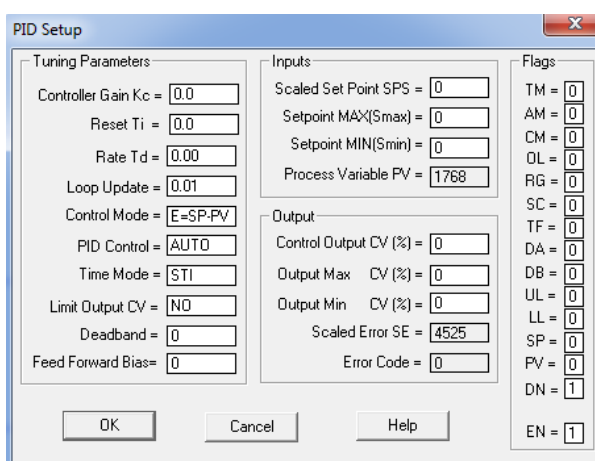 PID Setup
x
Tuning Parameters
Controller Gain Kc = 0.0
Reset Ti = 0.0
Rate Td = 0.00
Loop Update = 0.01
Control Mode = E=SP-PV
PID Control = AUTO
Time Mode = STI
Limit Output CV = NO
Deadband = 0
Feed Forward Bias= 0
Inputs
Scaled Set Point SPS = 0
Setpoint MAX(Smax) = 0
Setpoint MIN(Smin) = 0
Process Variable PV = 1768
Output
Control Output CV (%) = 0
Output Max CV (%) = 0
Output Min CV (%) = 0
Scaled Error SE = 4525
Error Code = 0
Flags
TM = 0
AM = 0
CM = 0
OL = 0
RG = 0
SC = 0
TF = 0
DA = 0
DB = 0
UL = 0
LL = 0
SP = 0
PV = 0
DN = 1
EN = 1
OK
Cancel
Help